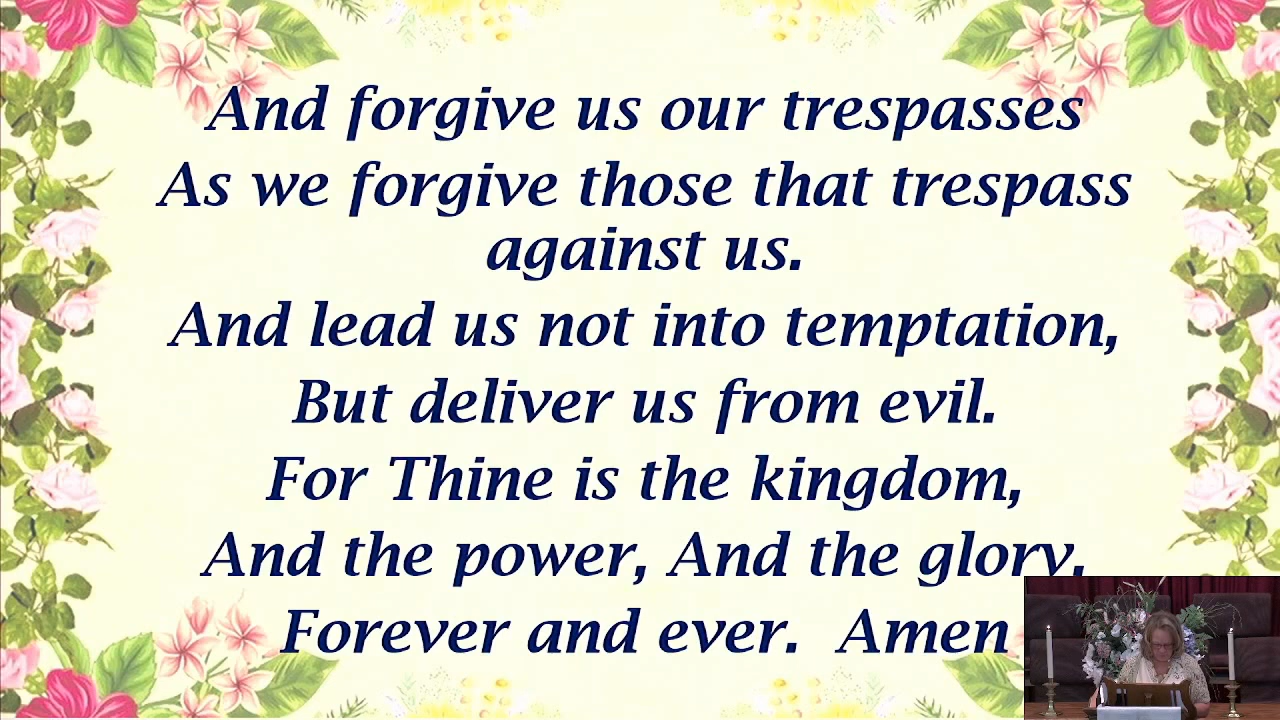 And forgive us our trespasses
As we forgive those that trespass
against us.
And lead us not into temptation,
But deliver us from evil.
For Thine is the kingdom,
And the power, And the glory,
Forever and ever.  Amen